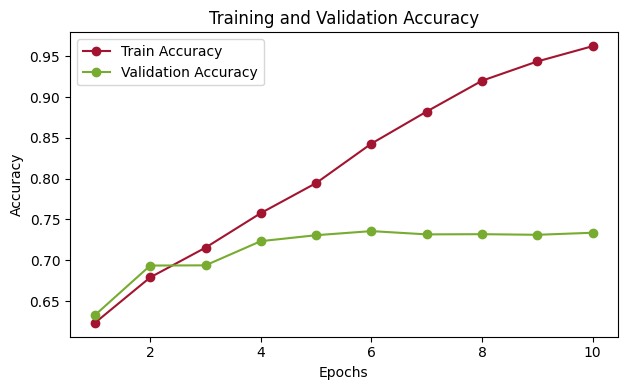 Training and Validation Accuracy
Train Accuracy
Validation Accuracy
Accuracy
0.95
0.90
0.85
0.80
0.75
0.70
0.65
2 4 6 8 10
Epochs